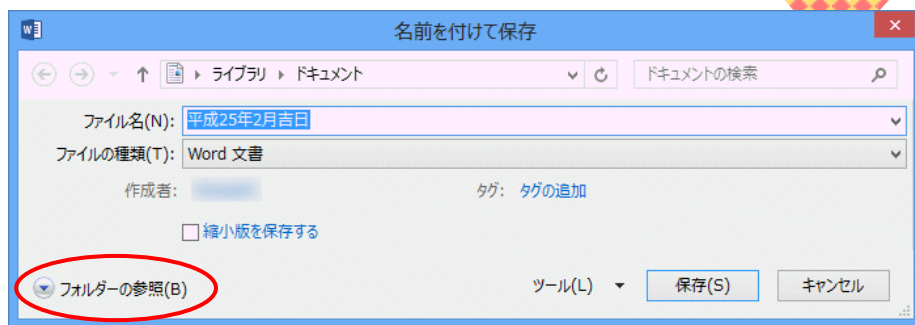 名前を付けて保存
ライブラリ ドキュメント ドキュメントの検索
ファイル名(N): 平成25年2月吉日
ファイルの種類(T): Word 文書
作成者: タグ: タグの追加
縮小版を保存する
フォルダーの参照(B) ツール(L) 保存(S) キャンセル